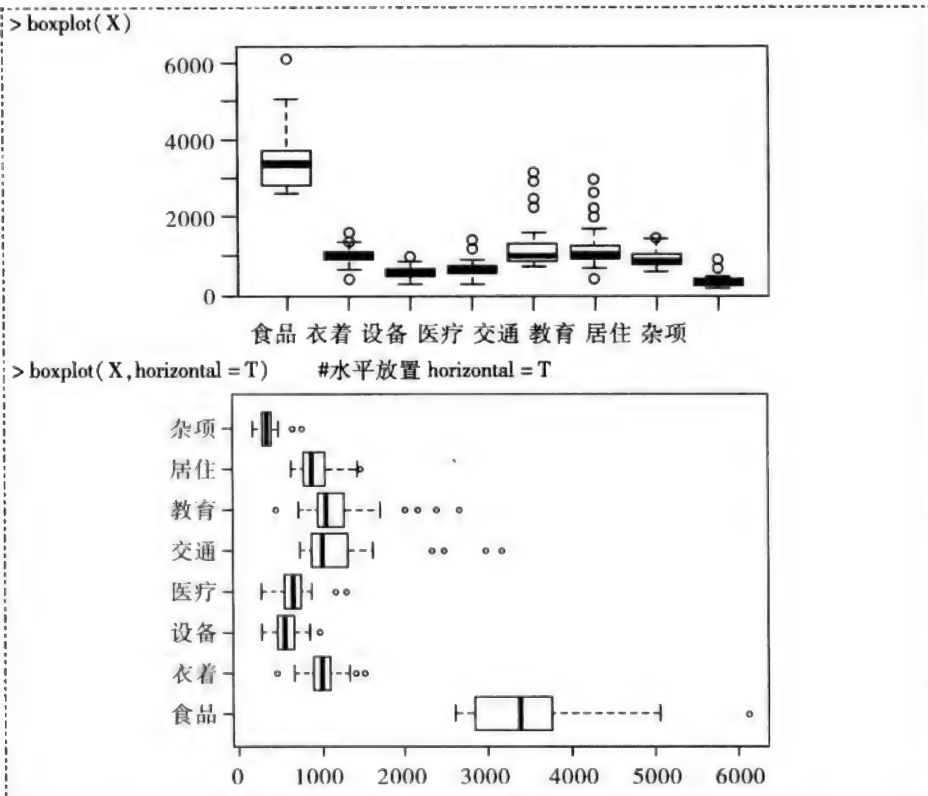 > boxplot( X )
6000
4000
2000
0
食品 衣着 设备 医疗 交通 教育 居住 杂项
> boxplot( X , horizontal = T )　　#水平放置 horizontal = T
杂项
居住
教育
交通
医疗
设备
衣着
食品
0 1000 2000 3000 4000 5000 6000